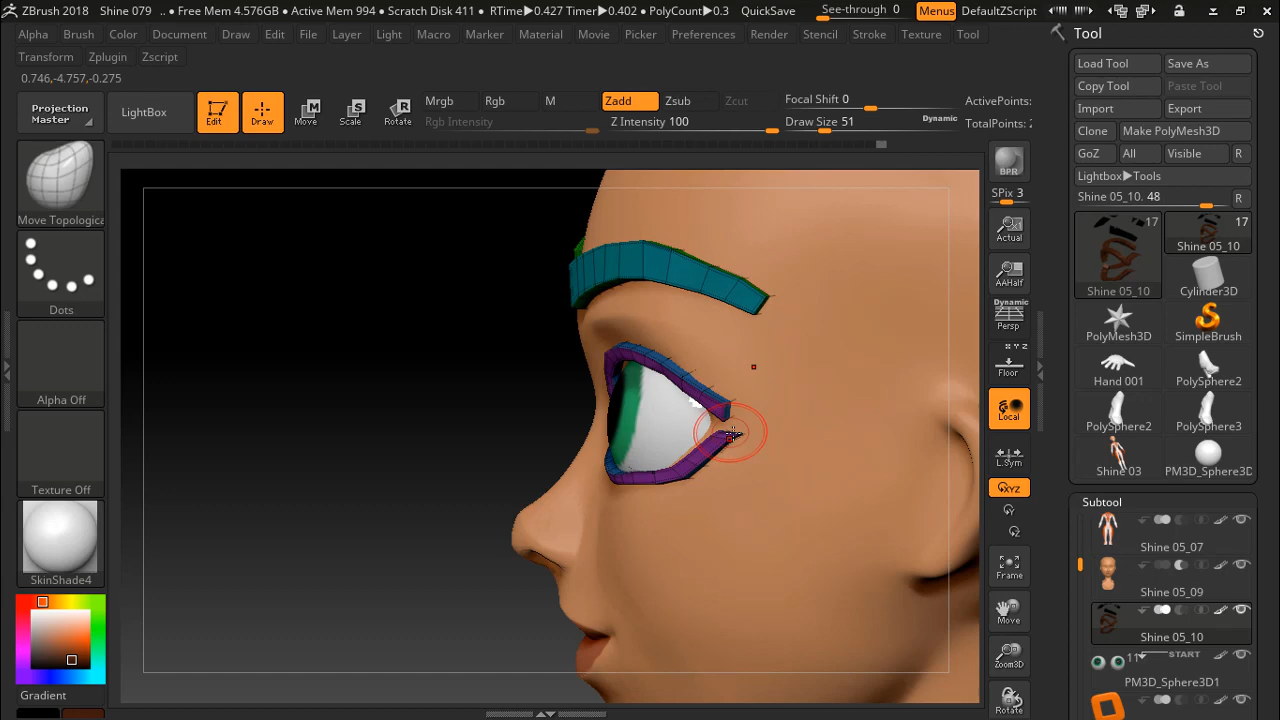 ZBrush 2018 Shine 079 .. • Free Mem 4.576GB • Active Mem 994 • Scratch Disk 411 • RTime▶0.427 Timer▶0.402 • PolyCount▶0.3 QuickSave See-through 0 Menus DefaultZScript
Alpha Brush Color Document Draw Edit File Layer Light Macro Marker Material Movie Picker Preferences Render Stencil Stroke Texture Tool
Transform Zplugin Zscript
0.746,-4.757,-0.275
Projection Master
LightBox
Edit
Draw
Move
Scale
Rotate
Mrgb Rgb M Zadd Zsub Zcut
Rgb Intensity Z Intensity 100
Focal Shift 0
Draw Size 51 Dynamic
ActivePoints:
TotalPoints:
Move Topologica
Dots
Alpha Off
Texture Off
SkinShade4
Gradient
BPR
SPix 3
Actual
AAHalf
Dynamic
Persp
X Y Z
Floor
Local
L.Sym
XYZ
Y
Z
Frame
Move
Zoom3D
Rotate
Tool
Load Tool Save As
Copy Tool Paste Tool
Import Export
Clone Make PolyMesh3D
GoZ All Visible R
Lightbox▶Tools
Shine 05_10. 48 R
17 17
Shine 05_10 Shine 05_10
Cylinder3D
PolyMesh3D SimpleBrush
Hand 001 PolySphere2
PolySphere2 PolySphere3
Shine 03 PM3D_Sphere3D
Subtool
Shine 05_07
Shine 05_09
Shine 05_10
11 START
PM3D_Sphere3D1